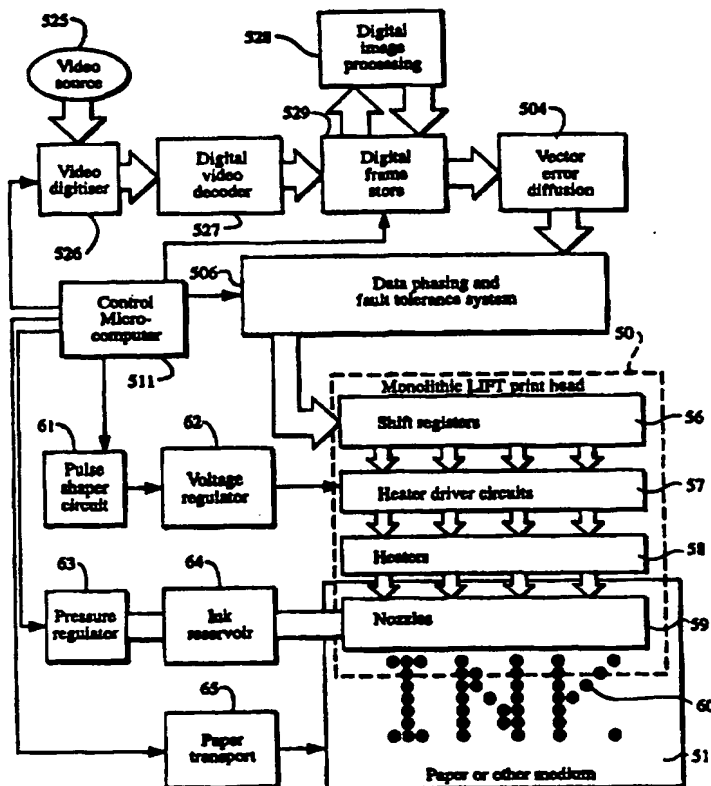 525
Video
source
528
Digital
image
processing
529
504
Video
digitiser
Digital
video
decoder
Digital
frame
store
Vector
error
diffusion
526
527
506
Data phasing and
fault tolerance system
Control
Micro-
computer
511
50
Monolithic LIFT print head
Shift registers
56
61
62
Pulse
shaper
circuit
Voltage
regulator
Heater driver circuits
57
Heaters
58
63
64
Pressure
regulator
Ink
reservoir
Nozzles
59
INK
60
65
Paper
transport
51
Paper or other medium